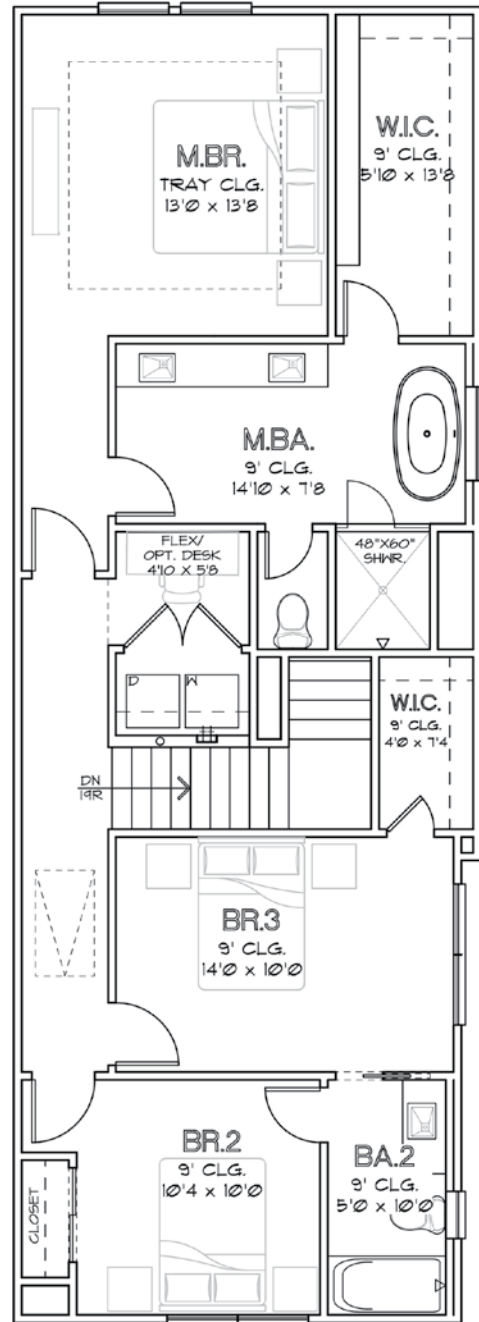 M.BR.
TRAY CLG.
13'0 x 13'8
W.I.C.
9' CLG.
5'10 x 13'8
M.BA.
9' CLG.
14'10 x 7'8
FLEX/
OPT. DESK
4'10 x 5'8
48"X60"
SHWR.
D
W
W.I.C.
9' CLG.
4'0 x 7'4
DN
19R
BR.3
9' CLG.
14'0 x 10'0
BR.2
9' CLG.
10'4 x 10'0
BA.2
9' CLG.
5'0 x 10'0
CLOSET